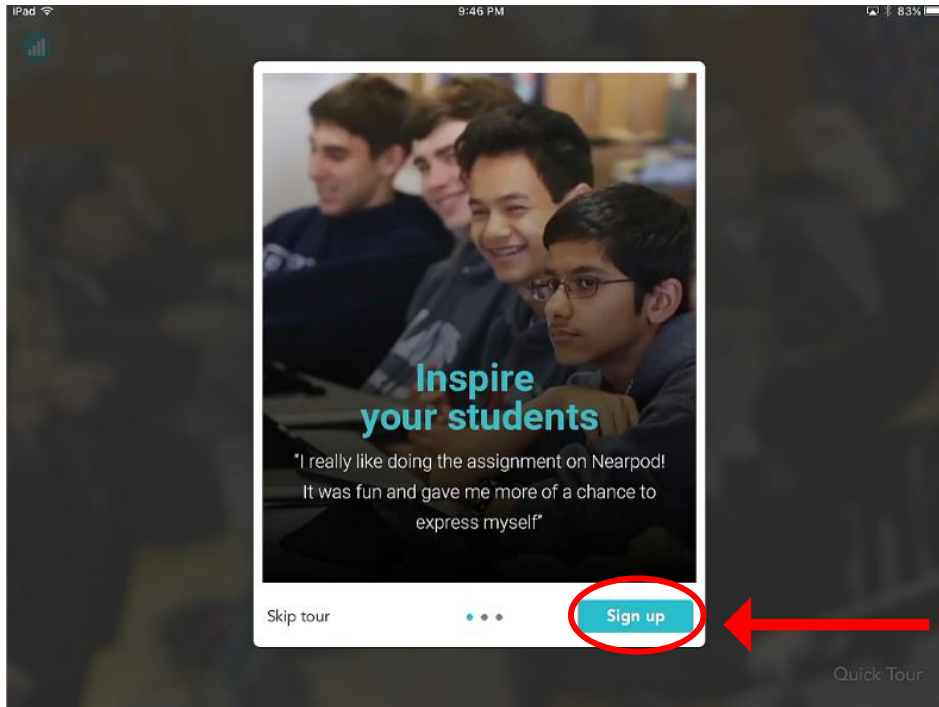 iPad
9:46 PM
83%
Inspire
your students
"I really like doing the assignment on Nearpod!
It was fun and gave me more of a chance to
express myself"
Skip tour
Sign up
Quick Tour